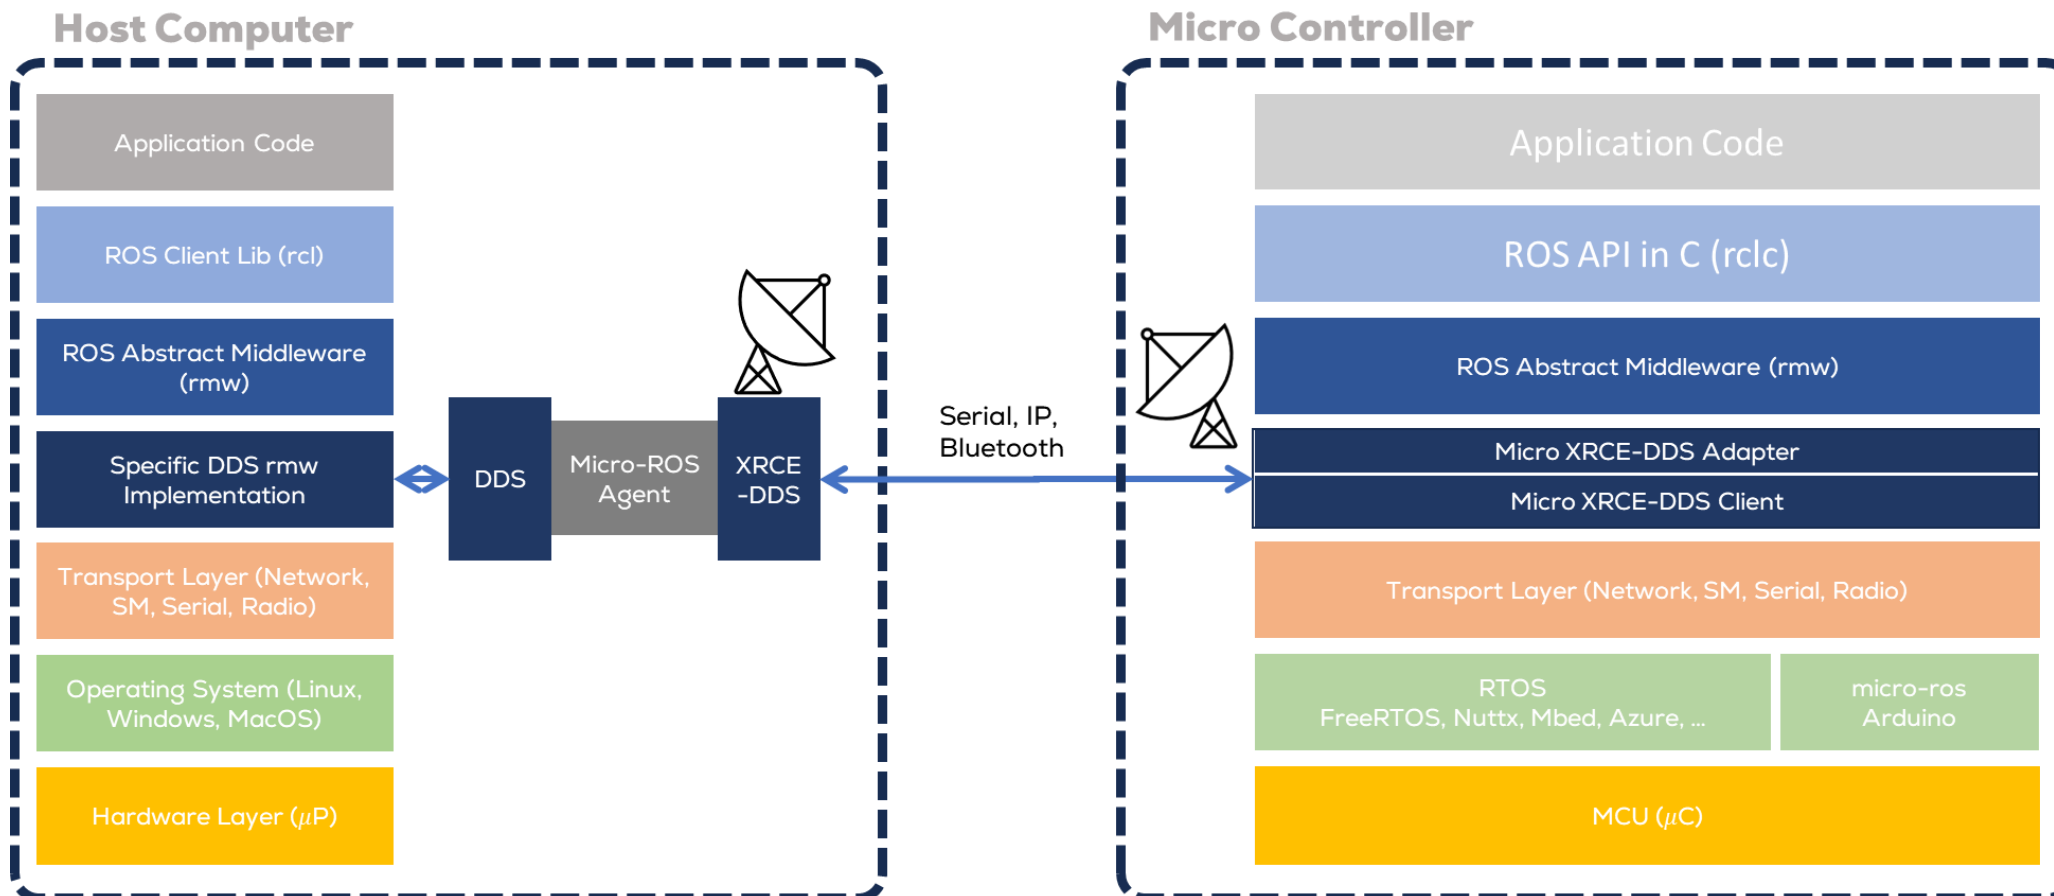 Host Computer
Application Code
ROS Client Lib (rcl)
ROS Abstract Middleware
(rmw)
Specific DDS rmw
Implementation
Transport Layer (Network,
SM, Serial, Radio)
Operating System (Linux,
Windows, MacOS)
Hardware Layer (μP)
DDS
Micro-ROS
Agent
XRCE
-DDS
Serial, IP,
Bluetooth
Micro Controller
Application Code
ROS API in C (rclc)
ROS Abstract Middleware (rmw)
Micro XRCE-DDS Adapter
Micro XRCE-DDS Client
Transport Layer (Network, SM, Serial, Radio)
RTOS
FreeRTOS, Nuttx, Mbed, Azure, ...
micro-ros
Arduino
MCU (μC)